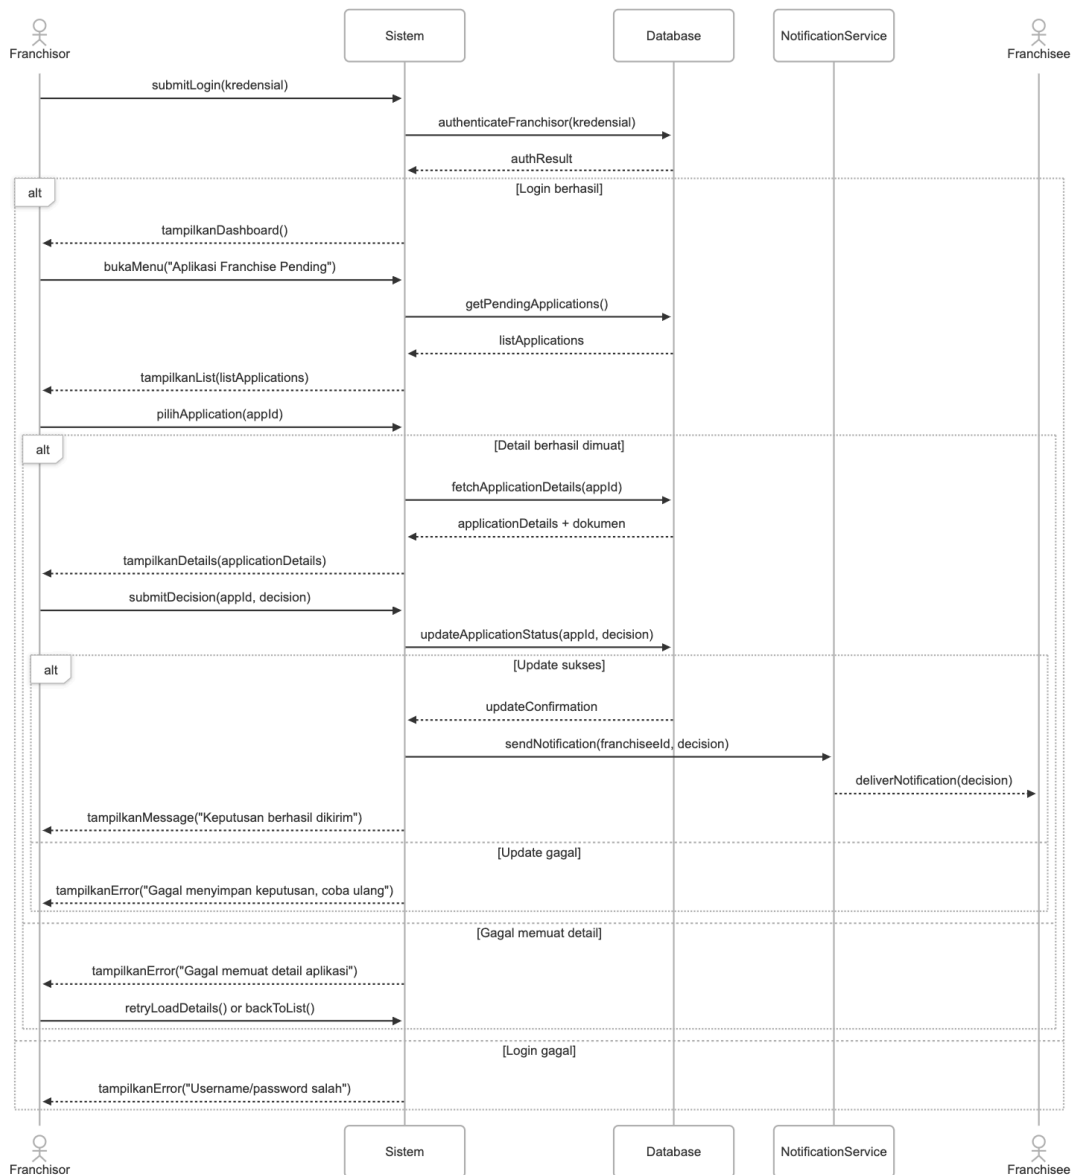 Franchisor
Sistem
Database
NotificationService
Franchisee
submitLogin(kredensial)
authenticateFranchisor(kredensial)
authResult
alt
[Login berhasil]
tampilkanDashboard()
bukaMenu("Aplikasi Franchise Pending")
getPendingApplications()
listApplications
tampilkanList(listApplications)
pilihApplication(appId)
alt
[Detail berhasil dimuat]
fetchApplicationDetails(appId)
applicationDetails + dokumen
tampilkanDetails(applicationDetails)
submitDecision(appId, decision)
updateApplicationStatus(appId, decision)
alt
[Update sukses]
updateConfirmation
sendNotification(franchiseeId, decision)
deliverNotification(decision)
tampilkanMessage("Keputusan berhasil dikirim")
[Update gagal]
tampilkanError("Gagal menyimpan keputusan, coba ulang")
[Gagal memuat detail]
tampilkanError("Gagal memuat detail aplikasi")
retryLoadDetails() or backToList()
[Login gagal]
tampilkanError("Username/password salah")
Franchisor
Sistem
Database
NotificationService
Franchisee